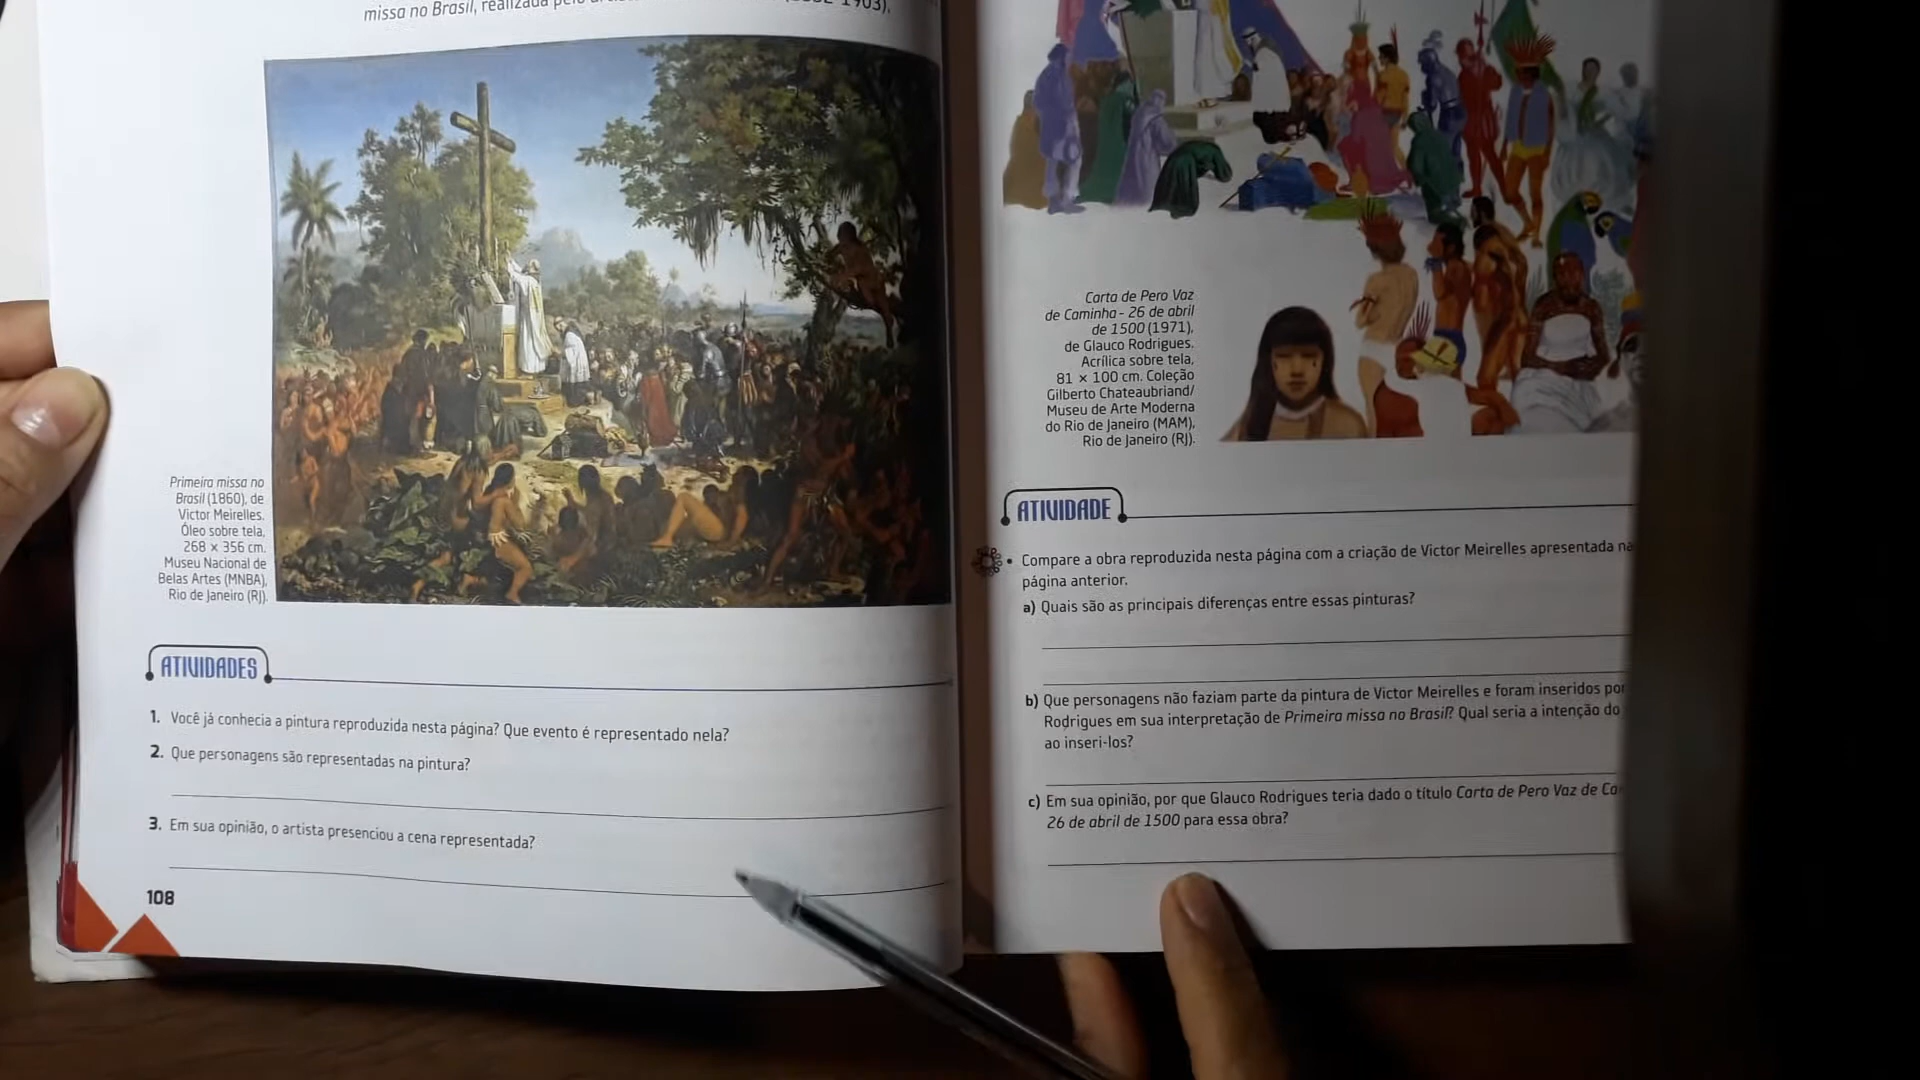 missa no Brasil, realizada pelo
1903).
Primeira missa no
Brasil (1860), de
Victor Meirelles.
Óleo sobre tela,
268 × 356 cm.
Museu Nacional de
Belas Artes (MNBA),
Rio de Janeiro (RJ).
ATIVIDADES
1. Você já conhecia a pintura reproduzida nesta página? Que evento é representado nela?
2. Que personagens são representadas na pintura?
3. Em sua opinião, o artista presenciou a cena representada?
108
Carta de Pero Vaz
de Caminha - 26 de abril
de 1500 (1971),
de Glauco Rodrigues.
Acrílica sobre tela,
81 × 100 cm. Coleção
Gilberto Chateaubriand/
Museu de Arte Moderna
do Rio de Janeiro (MAM),
Rio de Janeiro (RJ).
ATIVIDADE
• Compare a obra reproduzida nesta página com a criação de Victor Meirelles apresentada na
página anterior.
a) Quais são as principais diferenças entre essas pinturas?
b) Que personagens não faziam parte da pintura de Victor Meirelles e foram inseridos por
Rodrigues em sua interpretação de Primeira missa no Brasil? Qual seria a intenção do
ao inseri-los?
c) Em sua opinião, por que Glauco Rodrigues teria dado o título Carta de Pero Vaz de Ca
26 de abril de 1500 para essa obra?